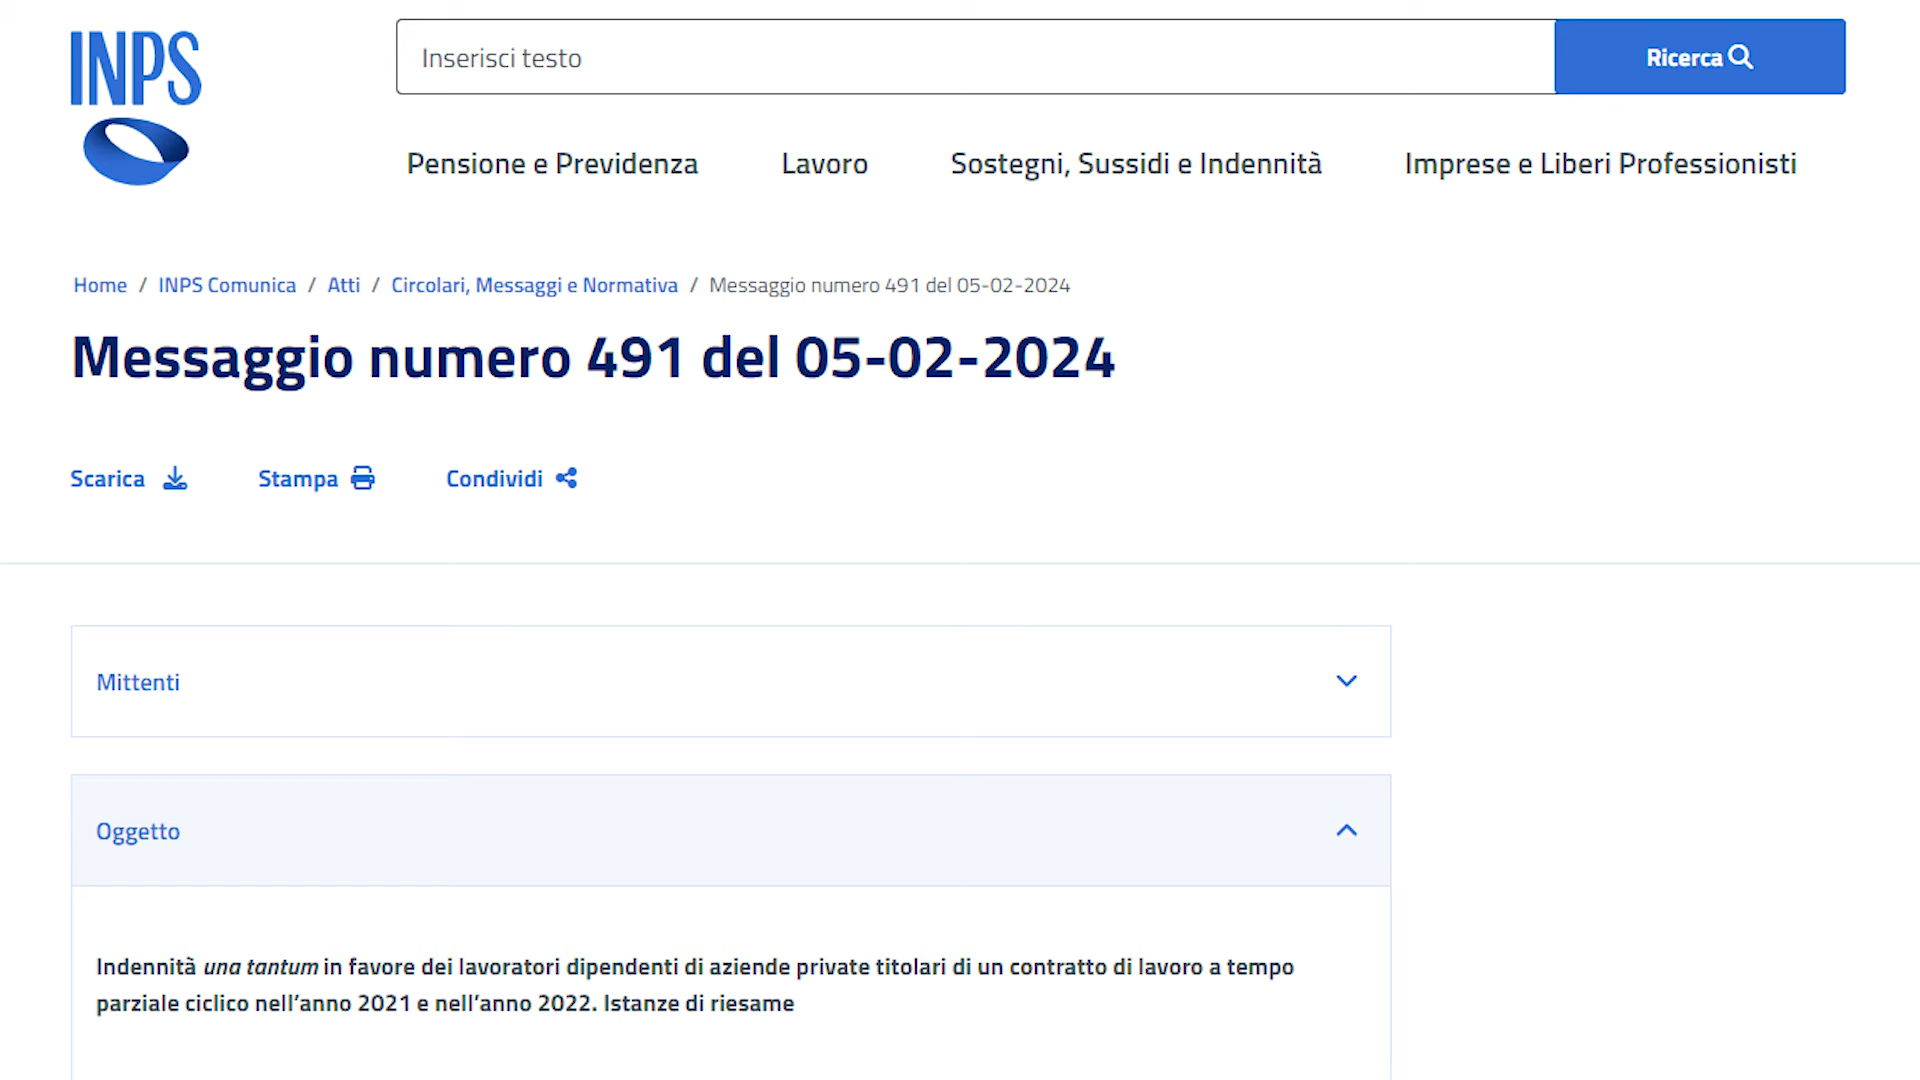 INPS
Inserisci testo
Ricerca
Pensione e Previdenza
Lavoro
Sostegni, Sussidi e Indennità
Imprese e Liberi Professionisti
Home / INPS Comunica / Atti / Circolari, Messaggi e Normativa / Messaggio numero 491 del 05-02-2024
Messaggio numero 491 del 05-02-2024
Scarica
Stampa
Condividi
Mittenti
Oggetto
Indennità una tantum in favore dei lavoratori dipendenti di aziende private titolari di un contratto di lavoro a tempo
parziale ciclico nell’anno 2021 e nell’anno 2022. Istanze di riesame